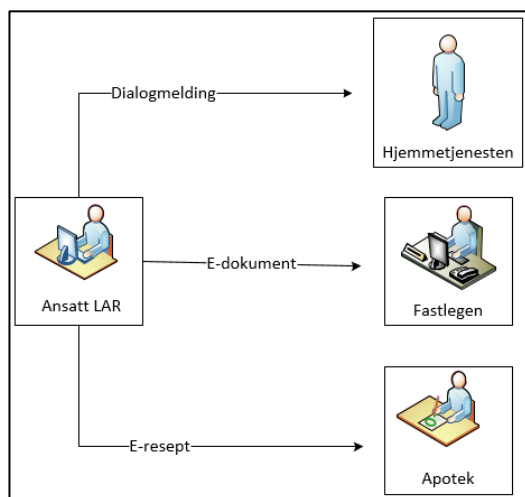 Dialogmelding
Hjemmetjenesten
Ansatt LAR
E-dokument
Fastlegen
E-resept
Apotek